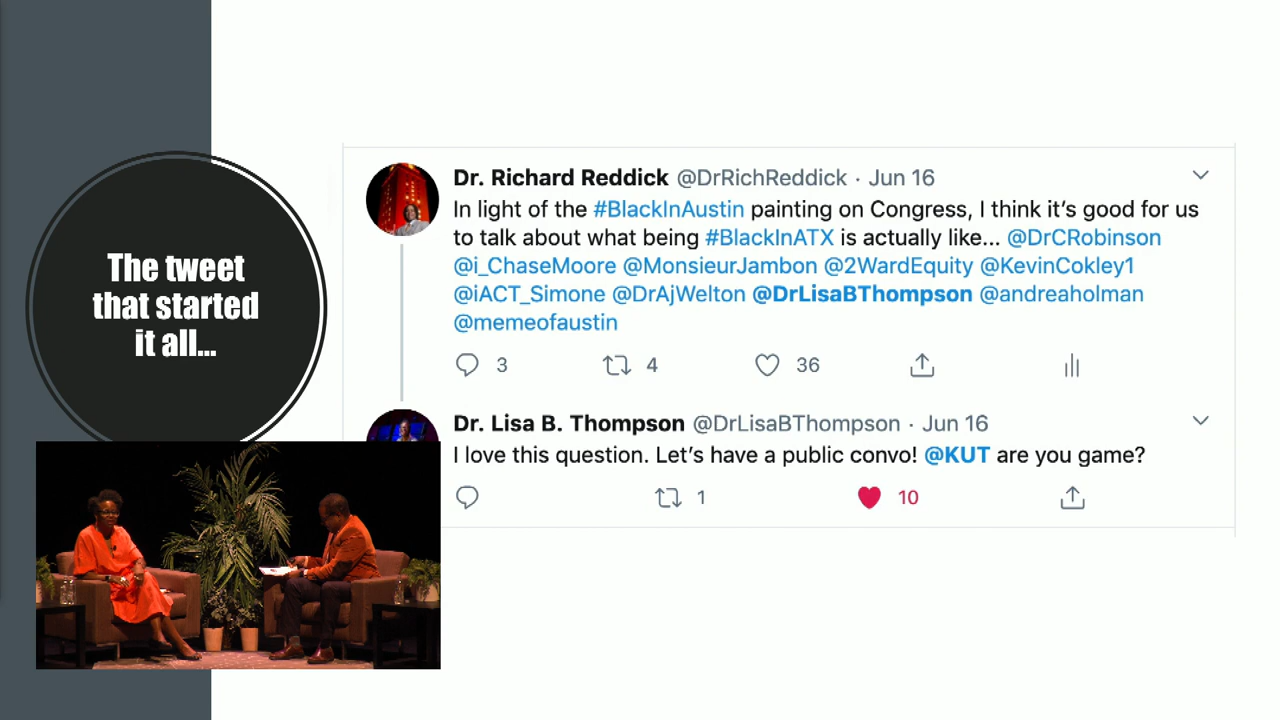 The tweet
that started
it all...
Dr. Richard Reddick @DrRichReddick · Jun 16
In light of the #BlackInAustin painting on Congress, I think it's good for us
to talk about what being #BlackInATX is actually like... @DrCRobinson
@i_ChaseMoore @MonsieurJambon @2WardEquity @KevinCokley1
@iACT_Simone @DrAjWelton @DrLisaBThompson @andreaholman
@memeofaustin
3 4 36
Dr. Lisa B. Thompson @DrLisaBThompson · Jun 16
I love this question. Let's have a public convo! @KUT are you game?
1 10